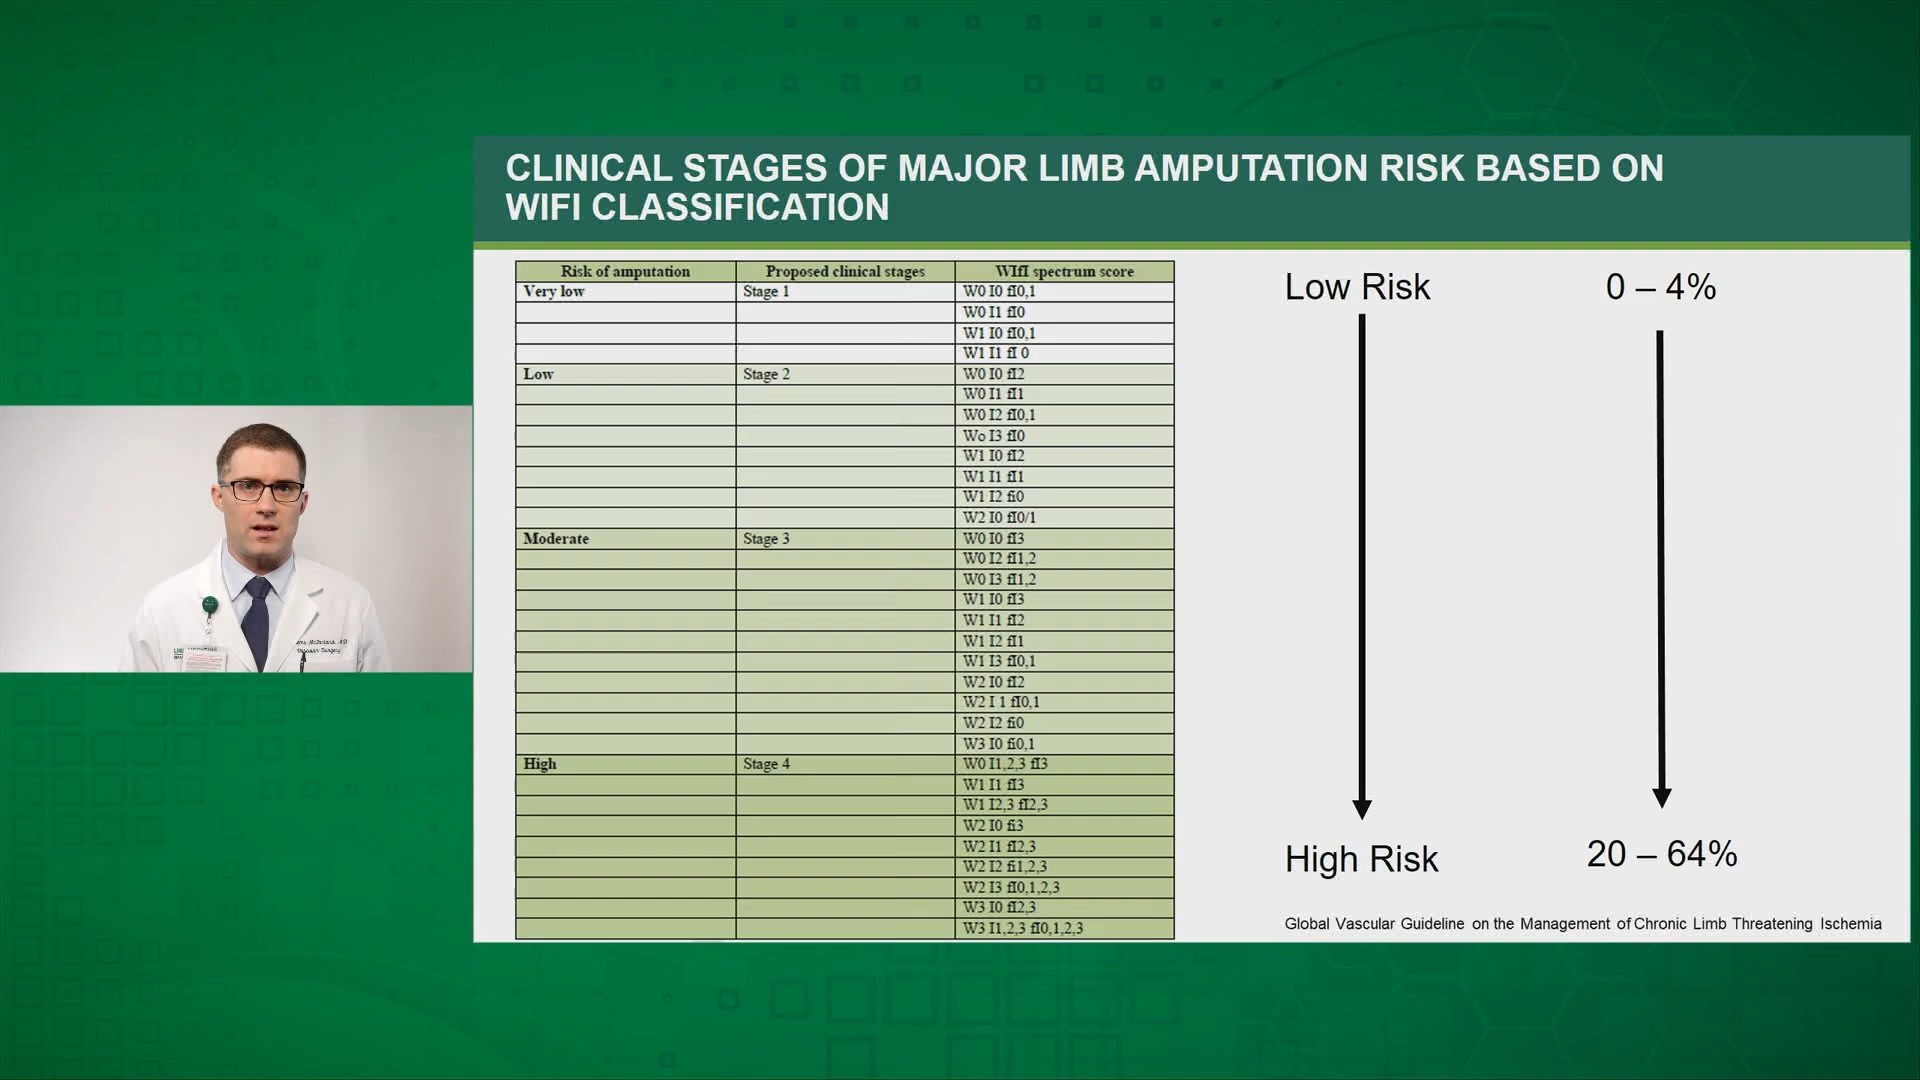 CLINICAL STAGES OF MAJOR LIMB AMPUTATION RISK BASED ON
WIFI CLASSIFICATION
Risk of amputation Proposed clinical stages WIfI spectrum score
Very low Stage 1 W0 I0 fI0,1
W0 I1 fI0
W1 I0 fI0,1
W1 I1 fI 0
Low Stage 2 W0 I0 fI2
W0 I1 fI1
W0 I2 fI0,1
Wo I3 fI0
W1 I0 fI2
W1 I1 fI1
W1 I2 fi0
W2 I0 fI0/1
Moderate Stage 3 W0 I0 fI3
W0 I2 fI1,2
W0 I3 fI1,2
W1 I0 fI3
W1 I1 fI2
W1 I2 fI1
W1 I3 fI0,1
W2 I0 fI2
W2 I 1 fI0,1
W2 I2 fi0
W3 I0 fi0,1
High Stage 4 W0 I1,2,3 fI3
W1 I1 fI3
W1 I2,3 fI2,3
W2 I0 fi3
W2 I1 fI2,3
W2 I2 fi1,2,3
W2 I3 fI0,1,2,3
W3 I0 fI2,3
W3 I1,2,3 fI0,1,2,3
Low Risk 0 – 4%
High Risk 20 – 64%
Global Vascular Guideline on the Management of Chronic Limb Threatening Ischemia
Surgery